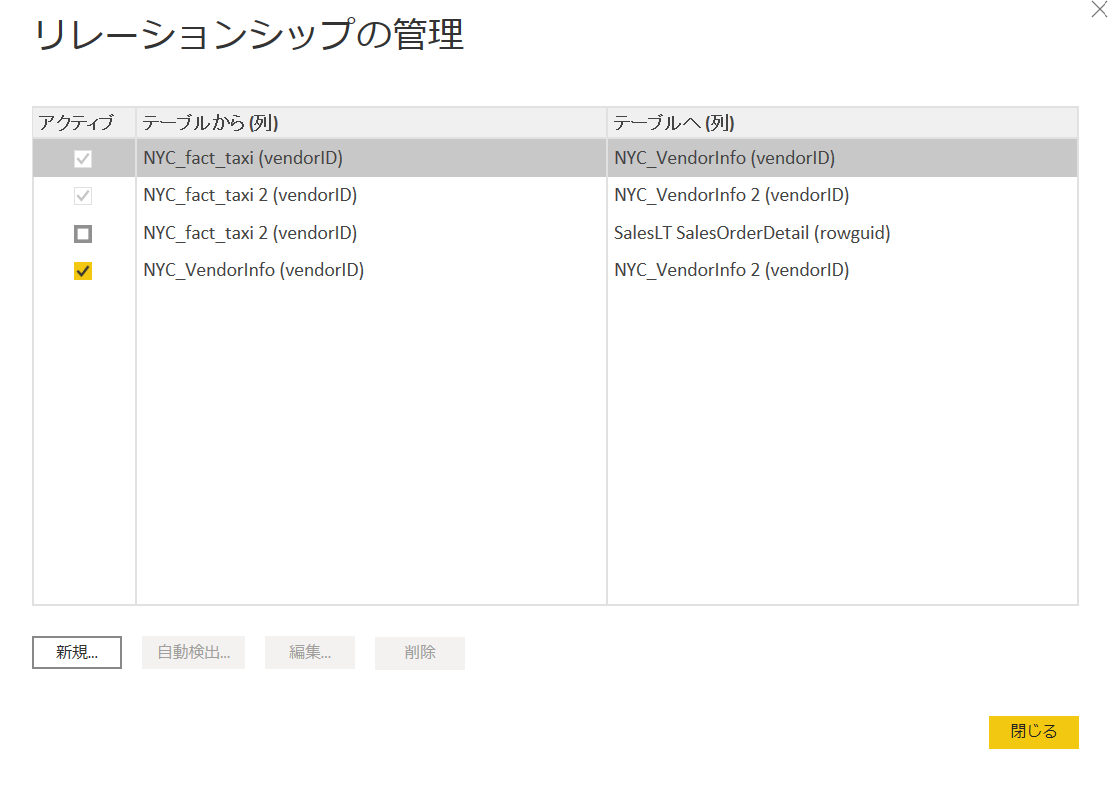 リレーションシップの管理
アクティブ テーブルから (列) テーブルへ (列)
NYC_fact_taxi (vendorID) NYC_VendorInfo (vendorID)
NYC_fact_taxi 2 (vendorID) NYC_VendorInfo 2 (vendorID)
NYC_fact_taxi 2 (vendorID) SalesLT SalesOrderDetail (rowguid)
NYC_VendorInfo (vendorID) NYC_VendorInfo 2 (vendorID)
新規... 自動検出... 編集... 削除
閉じる